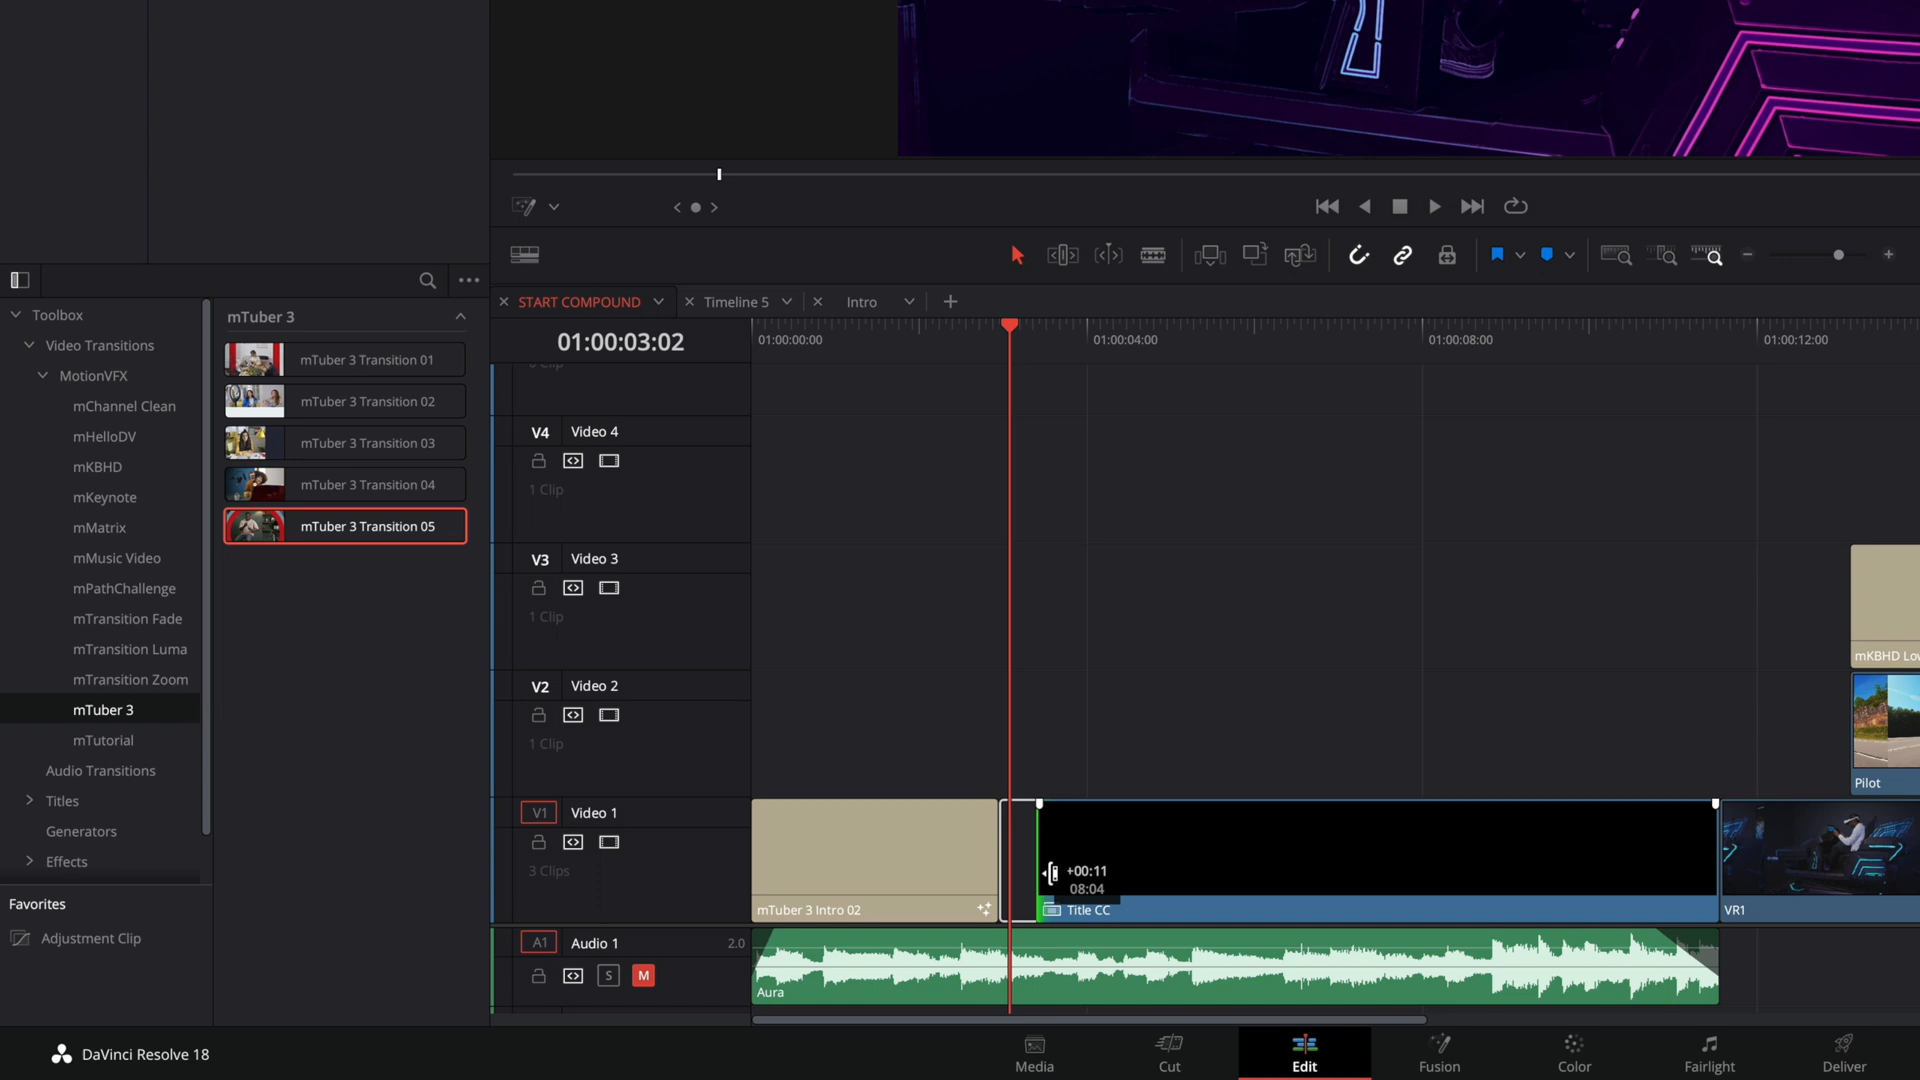 Toolbox
Video Transitions
MotionVFX
mChannel Clean
mHelloDV
mKBHD
mKeynote
mMatrix
mMusic Video
mPathChallenge
mTransition Fade
mTransition Luma
mTransition Zoom
mTuber 3
mTutorial
Audio Transitions
Titles
Generators
Effects
Favorites
Adjustment Clip
mTuber 3
mTuber 3 Transition 01
mTuber 3 Transition 02
mTuber 3 Transition 03
mTuber 3 Transition 04
mTuber 3 Transition 05
START COMPOUND
Timeline 5
Intro
01:00:03:02
01:00:00:00
01:00:04:00
01:00:08:00
01:00:12:00
V4 Video 4
1 Clip
V3 Video 3
1 Clip
V2 Video 2
1 Clip
V1 Video 1
3 Clips
A1 Audio 1 2.0
S M
mKBHD Lov
Pilot
+00:11
08:04
mTuber 3 Intro 02
Title CC
VR1
Aura
DaVinci Resolve 18
Media
Cut
Edit
Fusion
Color
Fairlight
Deliver